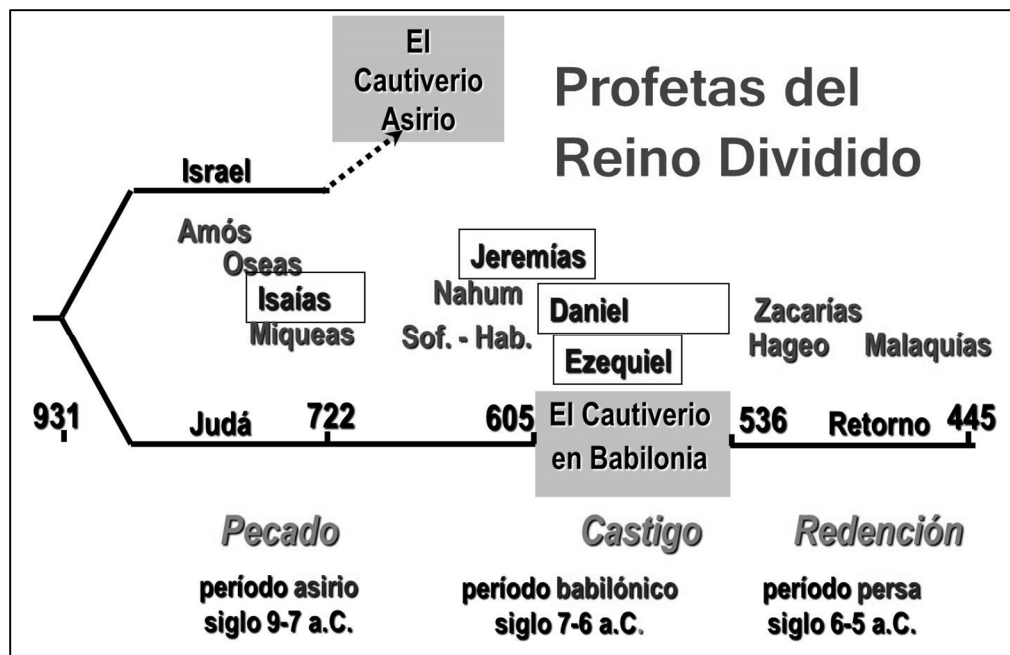 El
Cautiverio
Asirio
Profetas del
Reino Dividido
Israel
Amós
Oseas
Isaías
Miqueas
Jeremías
Nahum
Daniel
Sof. - Hab.
Ezequiel
Zacarías
Hageo Malaquías
931 Judá 722 605 El Cautiverio 536 Retorno 445
en Babilonia
Pecado Castigo Redención
período asirio
siglo 9-7 a.C.
período babilónico
siglo 7-6 a.C.
período persa
siglo 6-5 a.C.